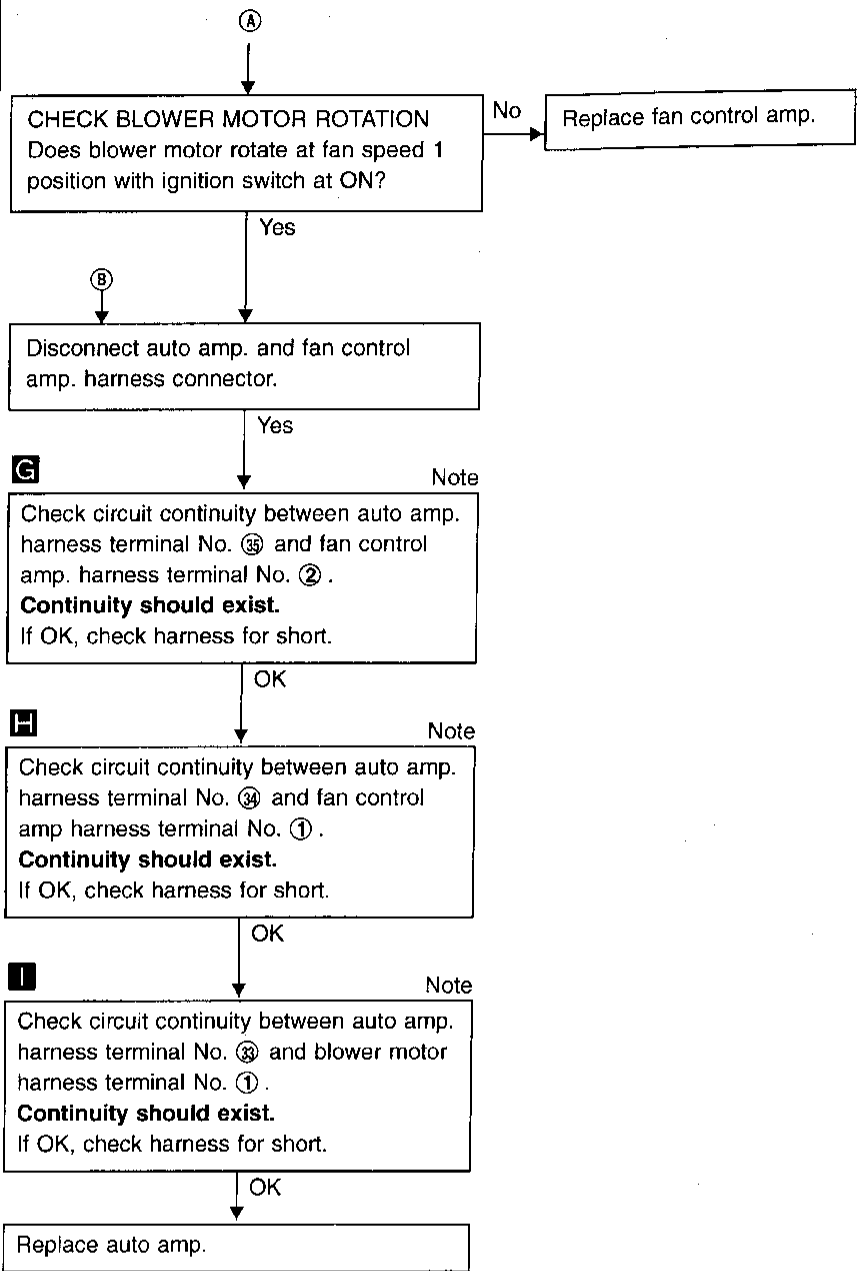 Ⓐ
CHECK BLOWER MOTOR ROTATION
Does blower motor rotate at fan speed 1
position with ignition switch at ON?
No
Replace fan control amp.
Yes
Ⓑ
Disconnect auto amp. and fan control
amp. harness connector.
Yes
G
Note
Check circuit continuity between auto amp.
harness terminal No. ㉟ and fan control
amp. harness terminal No. ② .
Continuity should exist.
If OK, check harness for short.
OK
H
Note
Check circuit continuity between auto amp.
harness terminal No. ㉞ and fan control
amp harness terminal No. ① .
Continuity should exist.
If OK, check harness for short.
OK
I
Note
Check circuit continuity between auto amp.
harness terminal No. ㉝ and blower motor
harness terminal No. ① .
Continuity should exist.
If OK, check harness for short.
OK
Replace auto amp.